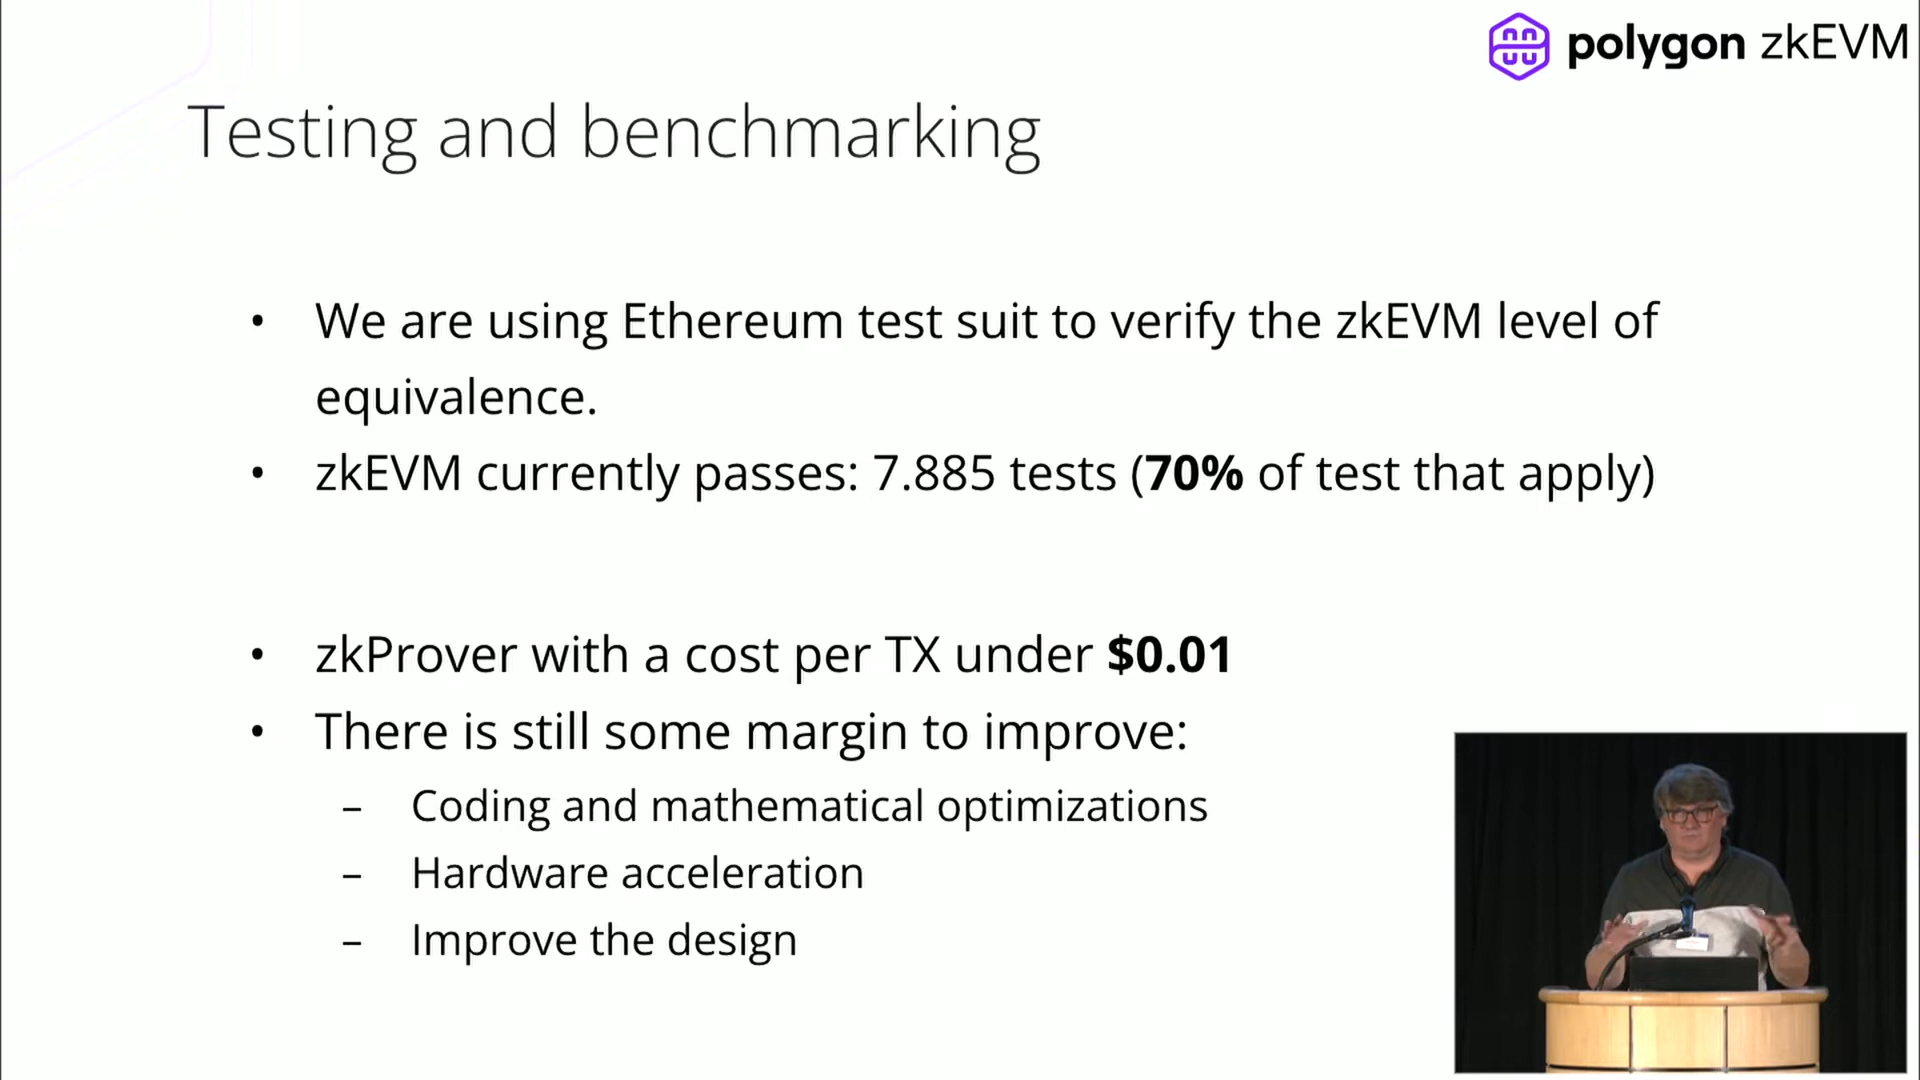 polygon zkEVM
Testing and benchmarking
• We are using Ethereum test suit to verify the zkEVM level of
equivalence.
• zkEVM currently passes: 7.885 tests (70% of test that apply)
• zkProver with a cost per TX under $0.01
• There is still some margin to improve:
– Coding and mathematical optimizations
– Hardware acceleration
– Improve the design